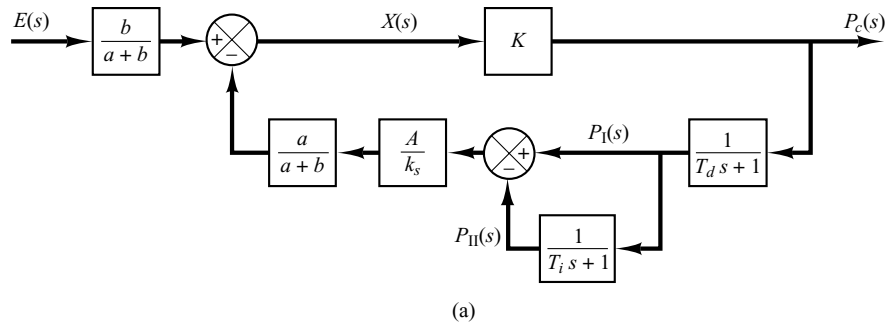 E(s)
b
a + b
+
−
X(s)
K
P_c(s)
a
a + b
A
k_s
+
−
P_I(s)
1
T_d s + 1
P_II(s)
1
T_i s + 1
(a)